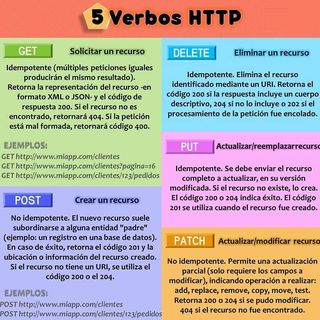 5 Verbos HTTP
GET Solicitar un recurso
Idempotente (múltiples peticiones iguales
producirán el mismo resultado).
Retorna la representación del recurso -en
formato XML o JSON- y el código de
respuesta 200. Si el recurso no es
encontrado, retornará 404. Si la petición
está mal formada, retornará código 400.
EJEMPLOS:
GET http://www.miapp.com/clientes
GET http://www.miapp.com/clientes?pagina=16
GET http://www.miapp.com/clientes/123/pedidos
POST Crear un recurso
No idempotente. El nuevo recurso suele
subordinarse a alguna entidad "padre"
(ejemplo: un registro en una base de datos).
En caso de éxito, retorna el código 201 y la
ubicación o información del recurso creado.
Si el recurso no tiene un URI, se utiliza el
código 200 o el 204.
EJEMPLOS:
POST http://www.miapp.com/clientes
POST http://www.miapp.com/clientes/123/pedidos
DELETE Eliminar un recurso
Idempotente. Elimina el recurso
identificado mediante un URI. Retorna el
código 200 si la respuesta incluye un cuerpo
descriptivo, 204 si no lo incluye o 202 si el
procesamiento de la petición fue encolado.
PUT Actualizar/reemplazarrecurso
Idempotente. Se debe enviar el recurso
completo a actualizar, en su versión
modificada. Si el recurso no existe, lo crea.
El código 200 o 204 indica éxito. El código
201 se utiliza cuando el recurso fue creado.
PATCH Actualizar/modificar recurso
No idempotente. Permite una actualización
parcial (solo requiere los campos a
modificar), indicando operación a realizar:
add, replace, remove, copy, move, test.
Retorna 200 o 204 si se pudo modificar.
404 si el recurso no fue encontrado.